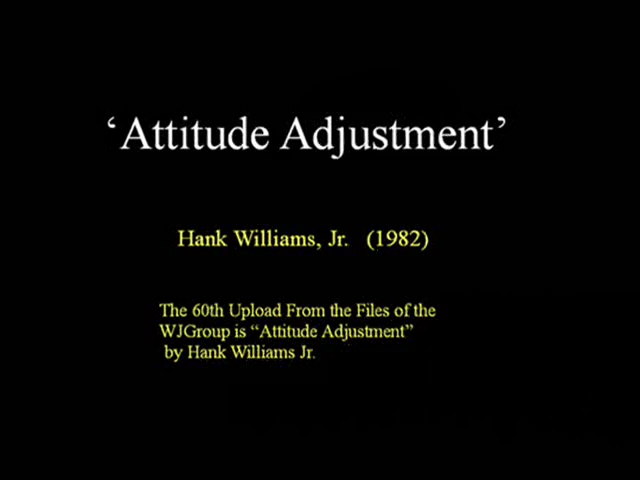 ‘Attitude Adjustment’
Hank Williams, Jr. (1982)
The 60th Upload From the Files of the
WJGroup is “Attitude Adjustment”
by Hank Williams Jr.